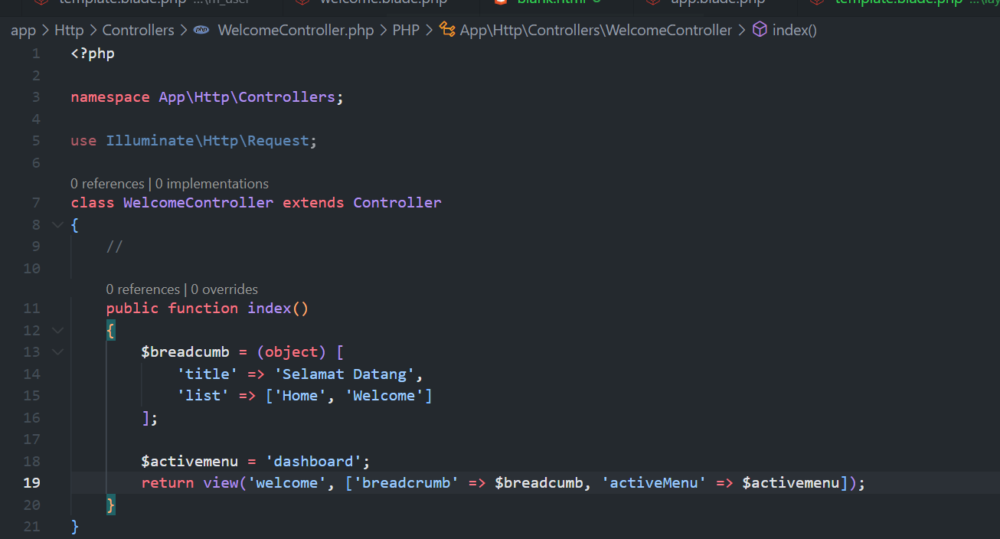 template.blade.php ...\m_user welcome.blade.php blank.html app.blade.php template.blade.php
app > Http > Controllers > php WelcomeController.php > PHP > App\Http\Controllers\WelcomeController > index()
1 <?php
2
3 namespace App\Http\Controllers;
4
5 use Illuminate\Http\Request;
6
0 references | 0 implementations
7 class WelcomeController extends Controller
8 {
9 //
10
0 references | 0 overrides
11 public function index()
12 {
13 $breadcumb = (object) [
14 'title' => 'Selamat Datang',
15 'list' => ['Home', 'Welcome']
16 ];
17
18 $activemenu = 'dashboard';
19 return view('welcome', ['breadcrumb' => $breadcumb, 'activeMenu' => $activemenu]);
20 }
21 }